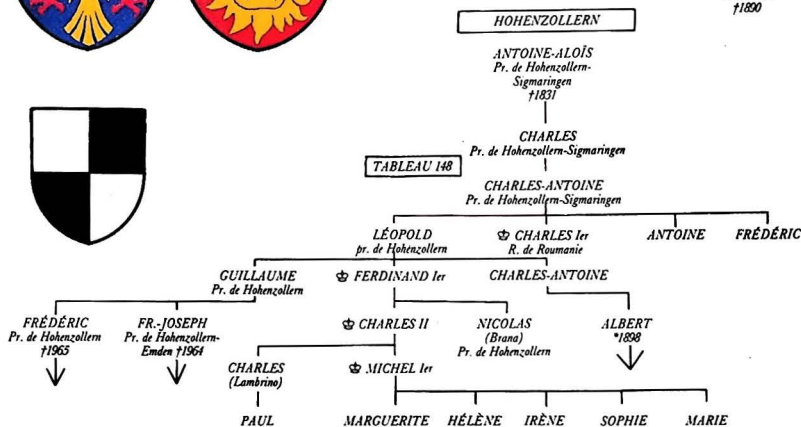 †1890
HOHENZOLLERN
ANTOINE-ALOÏS
Pr. de Hohenzollern-
Sigmaringen
†1831
CHARLES
Pr. de Hohenzollern-Sigmaringen
TABLEAU 148
CHARLES-ANTOINE
Pr. de Hohenzollern-Sigmaringen
LÉOPOLD
pr. de Hohenzollern
CHARLES Ier
R. de Roumanie
ANTOINE
FRÉDÉRIC
GUILLAUME
Pr. de Hohenzollern
FERDINAND Ier
CHARLES-ANTOINE
FRÉDÉRIC
Pr. de Hohenzollern
†1965
FR.-JOSEPH
Pr. de Hohenzollern-
Emden †1964
CHARLES II
NICOLAS
(Brana)
Pr. de Hohenzollern
ALBERT
*1898
CHARLES
(Lambrino)
MICHEL Ier
PAUL
MARGUERITE
HÉLÈNE
IRÈNE
SOPHIE
MARIE